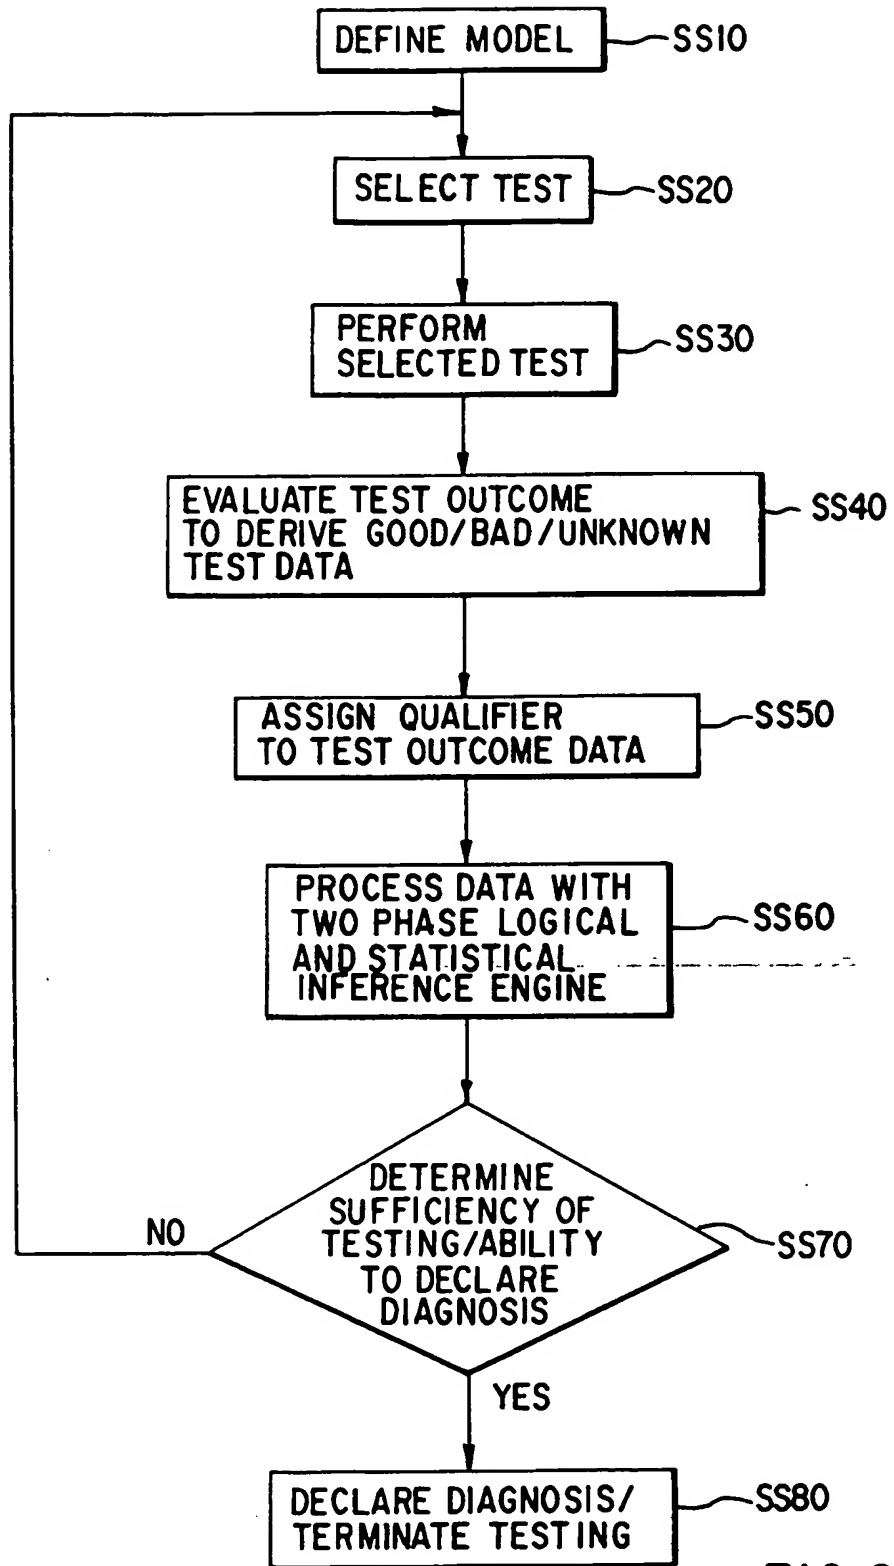 DEFINE MODEL
SS10
SELECT TEST
SS20
PERFORM
SELECTED TEST
SS30
EVALUATE TEST OUTCOME
TO DERIVE GOOD/BAD/UNKNOWN
TEST DATA
SS40
ASSIGN QUALIFIER
TO TEST OUTCOME DATA
SS50
PROCESS DATA WITH
TWO PHASE LOGICAL
AND STATISTICAL
INFERENCE ENGINE
SS60
DETERMINE
SUFFICIENCY OF
TESTING/ABILITY
TO DECLARE
DIAGNOSIS
SS70
NO
YES
DECLARE DIAGNOSIS/
TERMINATE TESTING
SS80